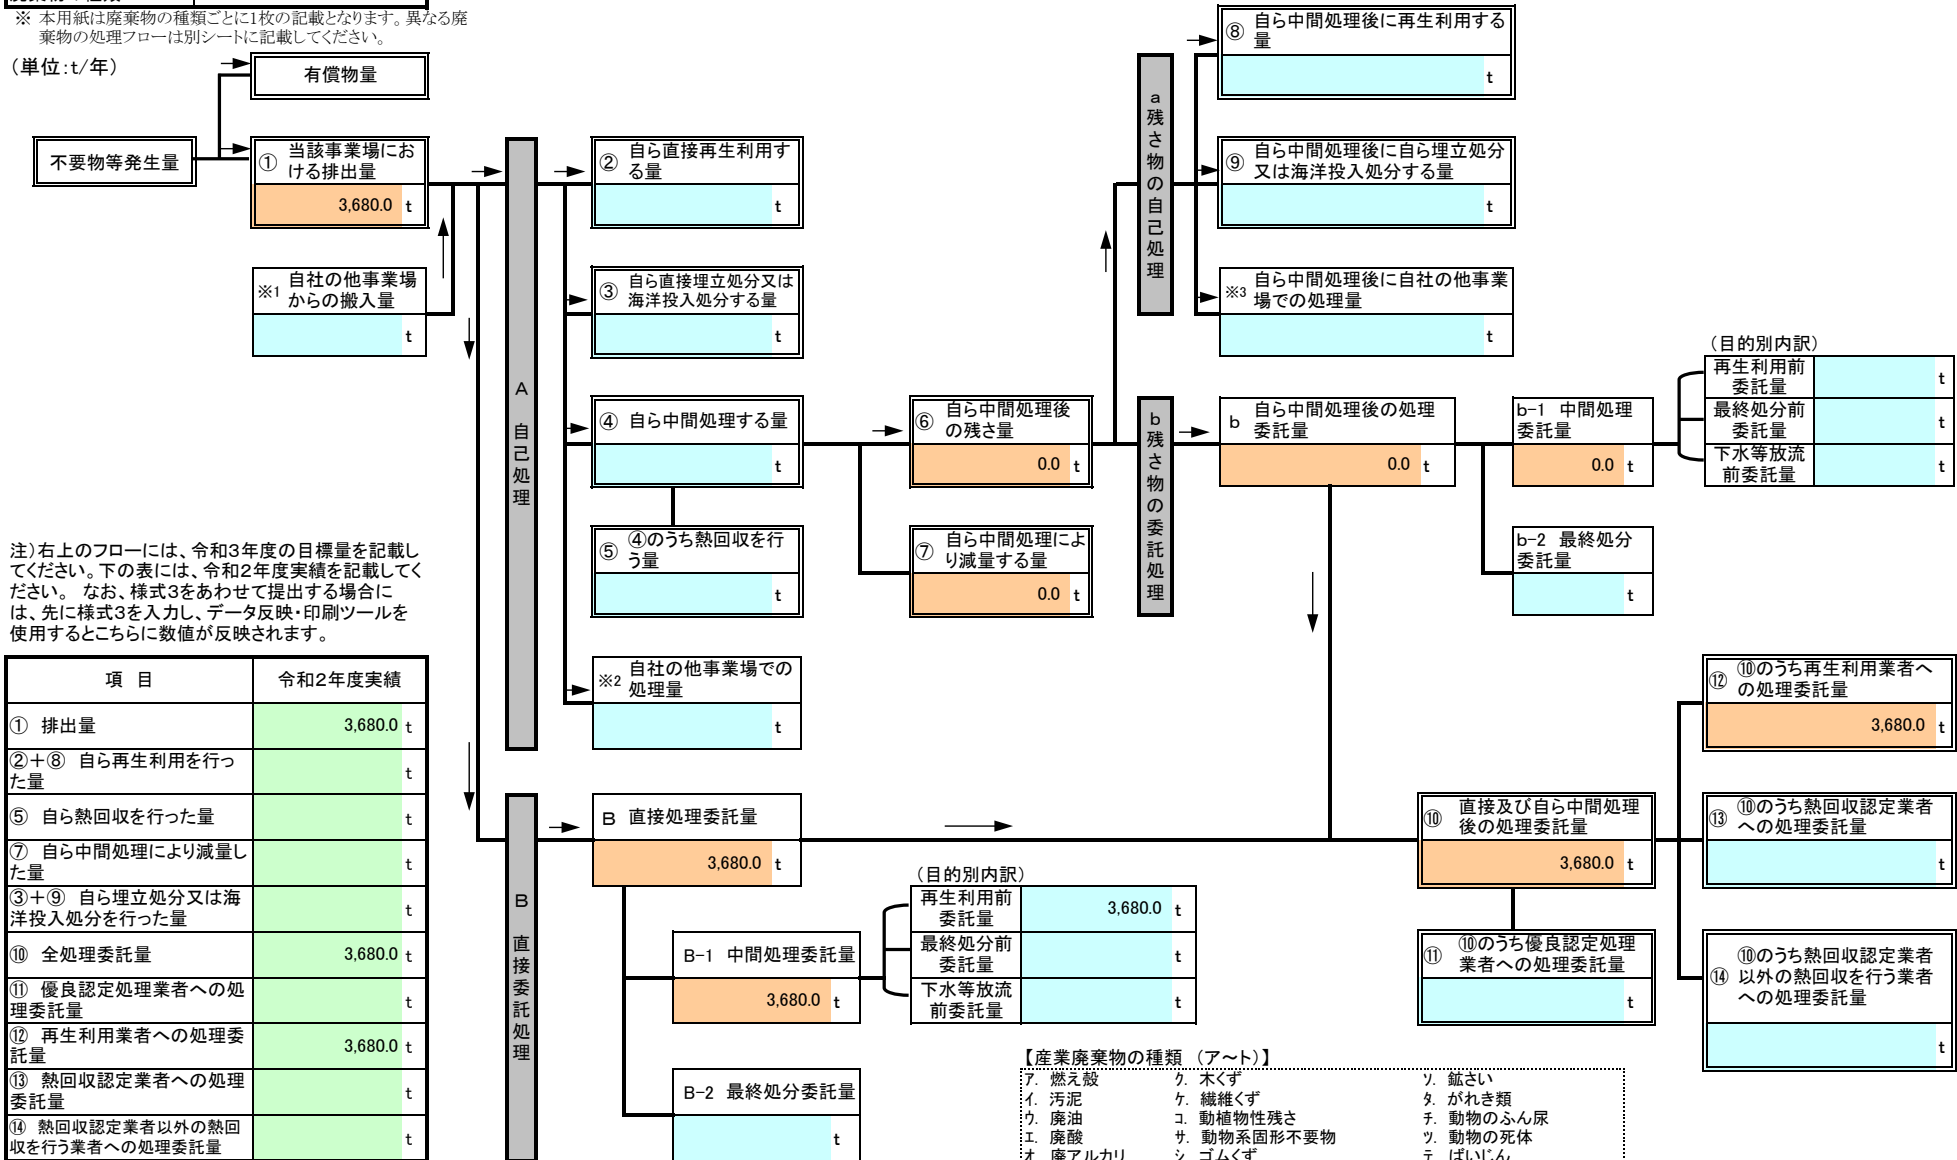 ※ 本用紙は廃棄物の種類ごとに1枚の記載となります。異なる廃
棄物の処理フローは別シートに記載してください。
（単位:t/年）
有償物量
不要物等発生量
① 当該事業場にお
ける排出量
3,680.0 t
※1 自社の他事業場
からの搬入量
t
A 自己処理
② 自ら直接再生利用す
る量
t
③ 自ら直接埋立処分又は
海洋投入処分する量
t
④ 自ら中間処理する量
t
⑤ ④のうち熱回収を行
う量
t
※2 自社の他事業場での
処理量
t
⑥ 自ら中間処理後
の残さ量
0.0 t
⑦ 自ら中間処理によ
り減量する量
0.0 t
a残さ物の自己処理
⑧ 自ら中間処理後に再生利用する
量
t
⑨ 自ら中間処理後に自ら埋立処分
又は海洋投入処分する量
t
※3 自ら中間処理後に自社の他事業
場での処理量
t
b残さ物の委託処理
b 自ら中間処理後の処理
委託量
0.0 t
b-1 中間処理
委託量
0.0 t
（目的別内訳）
再生利用前
委託量
t
最終処分前
委託量
t
下水等放流
前委託量
t
b-2 最終処分
委託量
t
注）右上のフローには、令和３年度の目標量を記載し
てください。下の表には、令和２年度実績を記載してく
ださい。 なお、様式3をあわせて提出する場合に
は、先に様式3を入力し、データ反映・印刷ツールを
使用するとこちらに数値が反映されます。
項 目 令和２年度実績
① 排出量 3,680.0 t
②＋⑧ 自ら再生利用を行っ
た量 t
⑤ 自ら熱回収を行った量 t
⑦ 自ら中間処理により減量し
た量 t
③＋⑨ 自ら埋立処分又は海
洋投入処分を行った量 t
⑩ 全処理委託量 3,680.0 t
⑪ 優良認定処理業者への処
理委託量 t
⑫ 再生利用業者への処理委
託量 3,680.0 t
⑬ 熱回収認定業者への処理
委託量 t
⑭ 熱回収認定業者以外の熱回
収を行う業者への処理委託量 t
B 直接委託処理
B 直接処理委託量
3,680.0 t
B-1 中間処理委託量
3,680.0 t
B-2 最終処分委託量
t
（目的別内訳）
再生利用前
委託量
3,680.0 t
最終処分前
委託量
t
下水等放流
前委託量
t
⑩ 直接及び自ら中間処理
後の処理委託量
3,680.0 t
⑪ ⑩のうち優良認定処理
業者への処理委託量
t
⑫ ⑩のうち再生利用業者へ
の処理委託量
3,680.0 t
⑬ ⑩のうち熱回収認定業者
への処理委託量
t
⑭ ⑩のうち熱回収認定業者
以外の熱回収を行う業者
への処理委託量
t
【産業廃棄物の種類 （ア～ト）】
ア. 燃え殻 ク. 木くず ソ. 鉱さい
イ. 汚泥 ケ. 繊維くず タ. がれき類
ウ. 廃油 コ. 動植物性残さ チ. 動物のふん尿
エ. 廃酸 サ. 動物系固形不要物 ツ. 動物の死体
オ. 廃アルカリ シ. ゴムくず テ. ばいじん